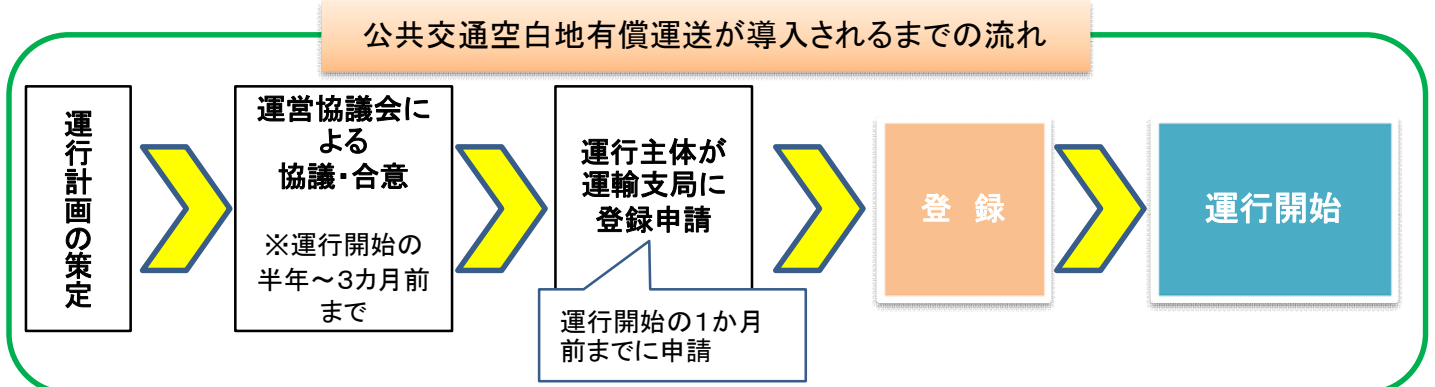 公共交通空白地有償運送が導入されるまでの流れ
運行計画の策定
運営協議会に
よる
協議・合意
※運行開始の
半年～3カ月前
まで
運行主体が
運輸支局に
登録申請
運行開始の1か月
前までに申請
登 録
運行開始